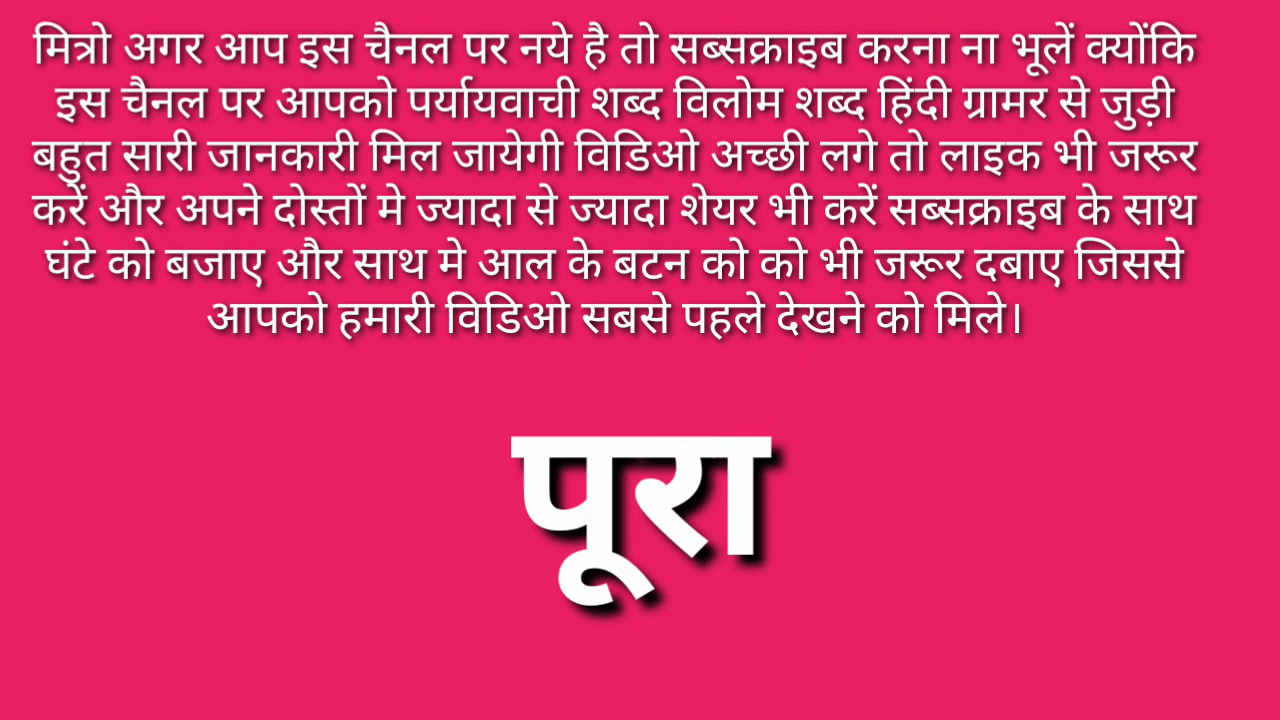 मित्रो अगर आप इस चैनल पर नये है तो सब्सक्राइब करना ना भूलें क्योंकि
इस चैनल पर आपको पर्यायवाची शब्द विलोम शब्द हिंदी ग्रामर से जुड़ी
बहुत सारी जानकारी मिल जायेगी विडिओ अच्छी लगे तो लाइक भी जरूर
करें और अपने दोस्तों मे ज्यादा से ज्यादा शेयर भी करें सब्सक्राइब के साथ
घंटे को बजाए और साथ मे आल के बटन को को भी जरूर दबाए जिससे
आपको हमारी विडिओ सबसे पहले देखने को मिले।
पूरा